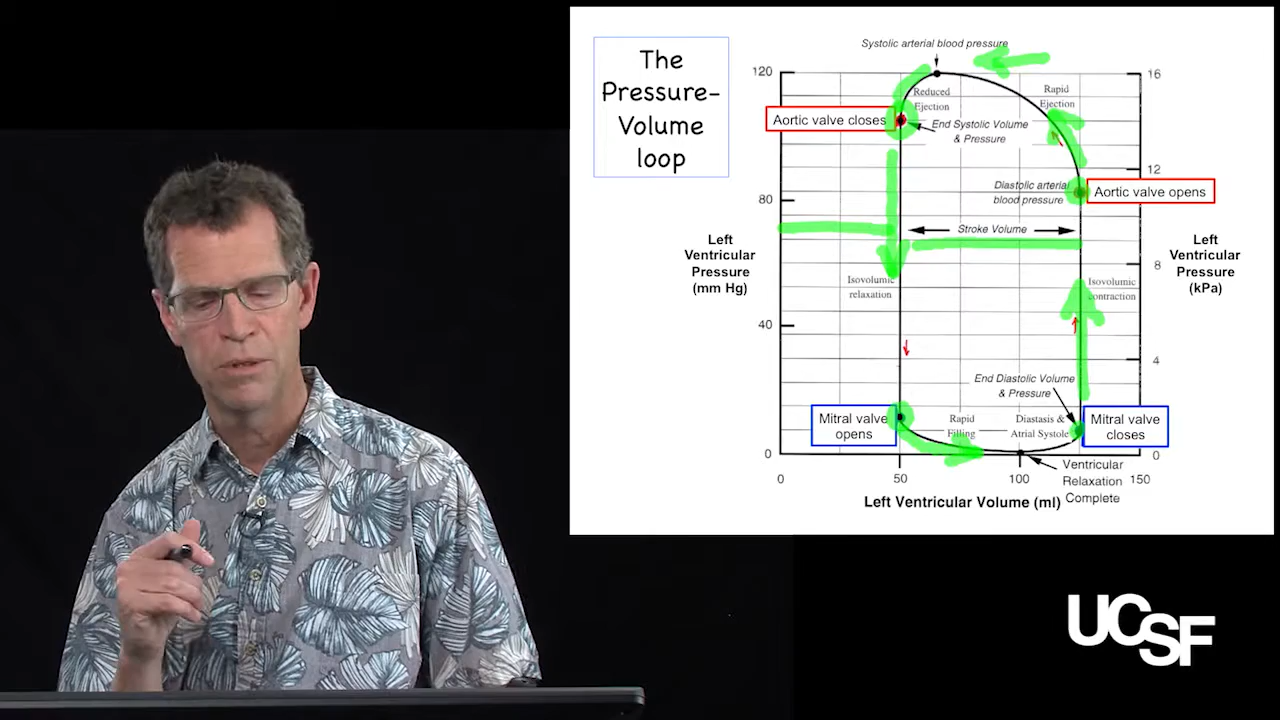 The
Pressure-
Volume
loop
Systolic arterial blood pressure
120
16
Reduced
Ejection
Rapid
Ejection
Aortic valve closes
End Systolic Volume
& Pressure
12
Diastolic arterial
blood pressure
Aortic valve opens
80
Stroke Volume
Left
Ventricular
Pressure
(mm Hg)
Left
Ventricular
Pressure
(kPa)
8
Isovolumic
relaxation
Isovolumic
contraction
40
4
End Diastolic Volume
& Pressure
Mitral valve
opens
Rapid
Filling
Diastasis &
Atrial Systole
Mitral valve
closes
0
0
Ventricular
Relaxation
Complete
0
50
100
150
Left Ventricular Volume (ml)
UCSF